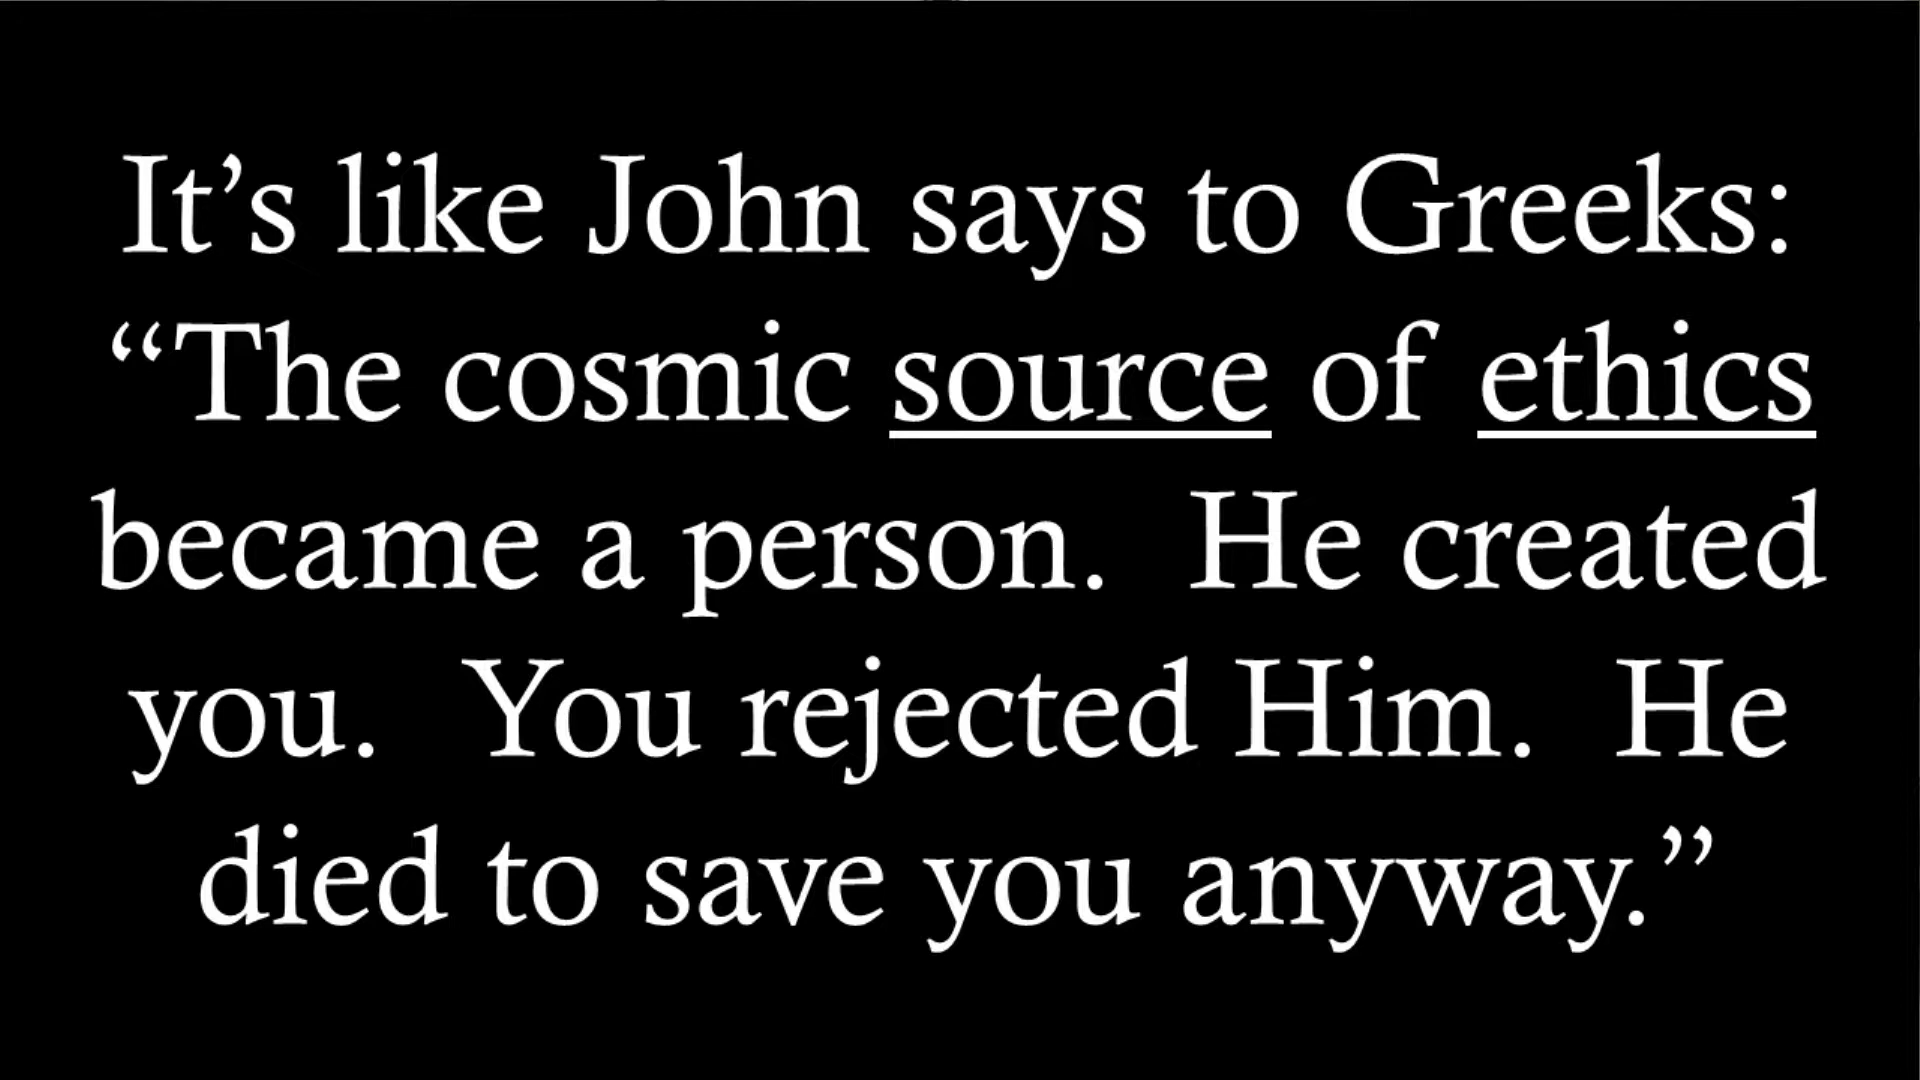 It’s like John says to Greeks:
“The cosmic source of ethics
became a person.  He created
you.  You rejected Him.  He
died to save you anyway.”